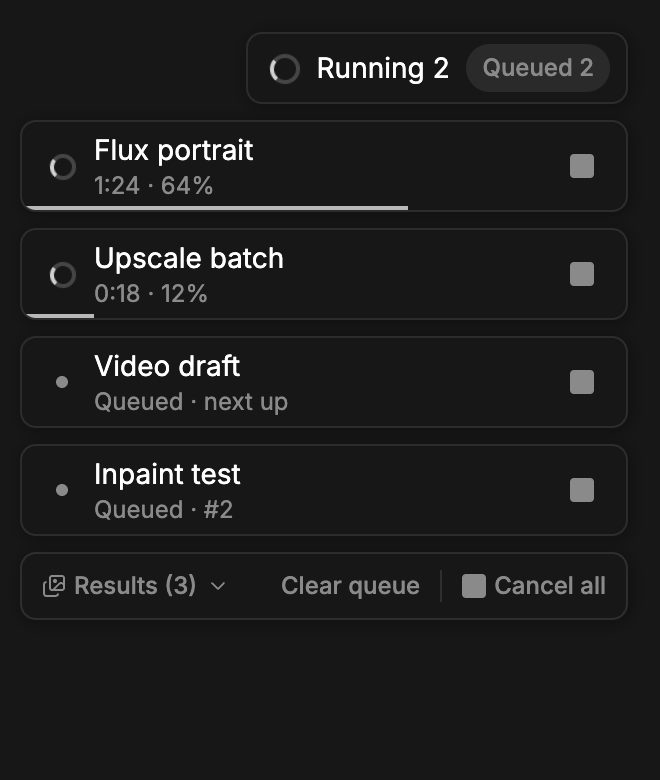 Running 2 Queued 2
Flux portrait
1:24 · 64%
Upscale batch
0:18 · 12%
Video draft
Queued · next up
Inpaint test
Queued · #2
Results (3) Clear queue Cancel all